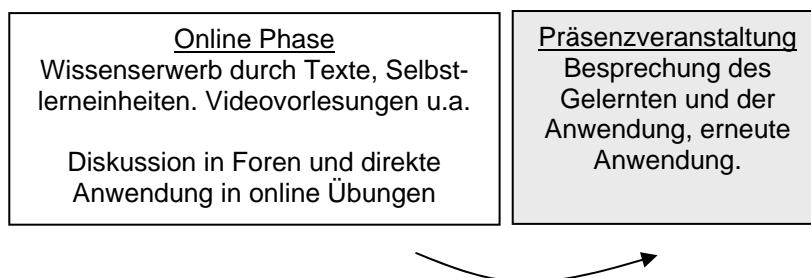 Online Phase
Wissenserwerb durch Texte, Selbst-
lerneinheiten. Videovorlesungen u.a.
Diskussion in Foren und direkte
Anwendung in online Übungen
Präsenzveranstaltung
Besprechung des
Gelernten und der
Anwendung, erneute
Anwendung.